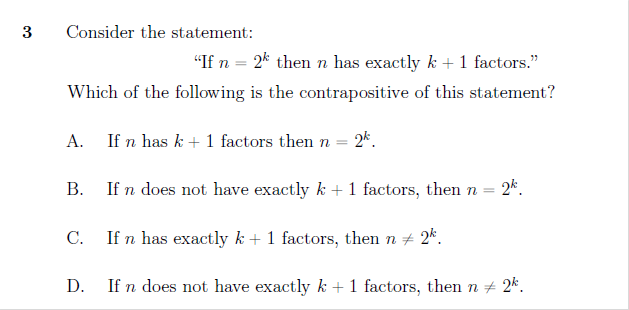 3 Consider the statement:
“If n = 2^k then n has exactly k + 1 factors.”
Which of the following is the contrapositive of this statement?
A. If n has k + 1 factors then n = 2^k.
B. If n does not have exactly k + 1 factors, then n = 2^k.
C. If n has exactly k + 1 factors, then n ≠ 2^k.
D. If n does not have exactly k + 1 factors, then n ≠ 2^k.